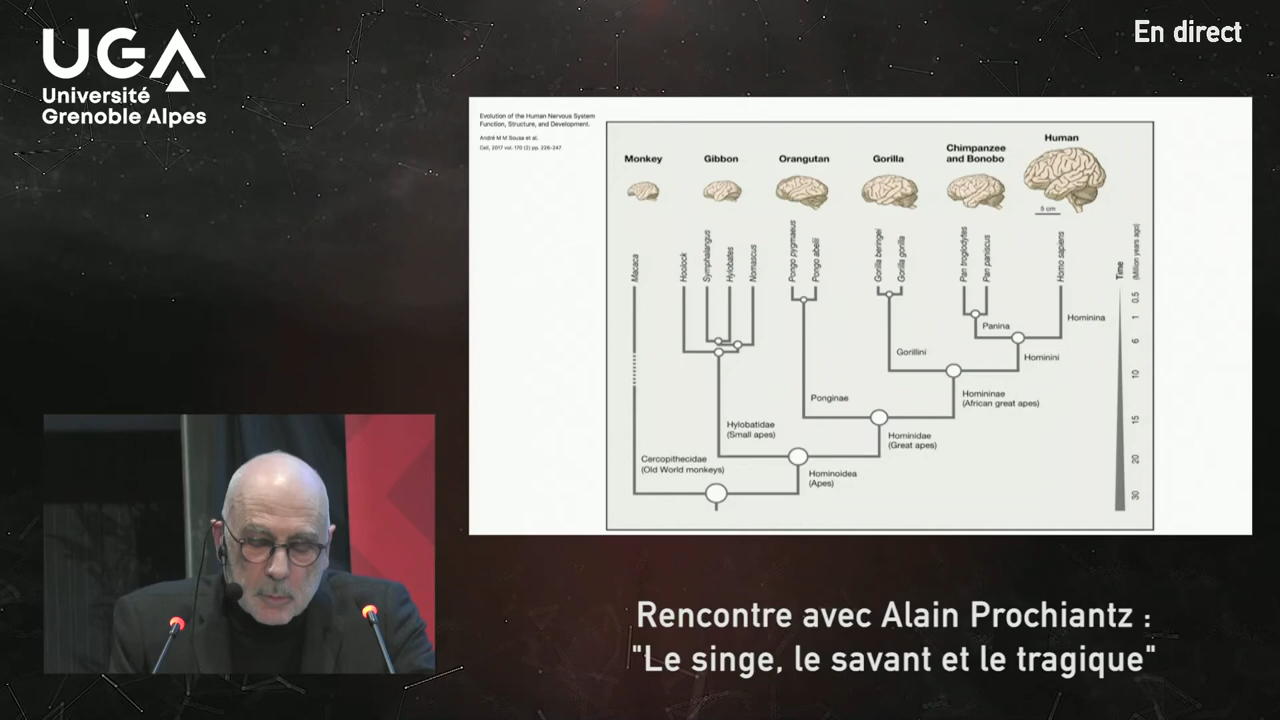 UGA
Université
Grenoble Alpes
En direct
Evolution of the Human Nervous System
Function, Structure, and Development.
André M M Sousa et al.
Cell, 2017 vol. 170 (2) pp. 226-247
Monkey
Gibbon
Orangutan
Gorilla
Chimpanzee
and Bonobo
Human
5 cm
Macaca
Hoolock
Symphalangus
Hylobates
Nomascus
Pongo pygmaeus
Pongo abelii
Gorilla beringei
Gorilla gorilla
Pan troglodytes
Pan paniscus
Homo sapiens
Time
(Million years ago)
0.5
1
6
10
15
20
30
Hominina
Panina
Hominini
Gorillini
Homininae
(African great apes)
Ponginae
Hominidae
(Great apes)
Hylobatidae
(Small apes)
Hominoidea
(Apes)
Cercopithecidae
(Old World monkeys)
Rencontre avec Alain Prochiantz :
"Le singe, le savant et le tragique"